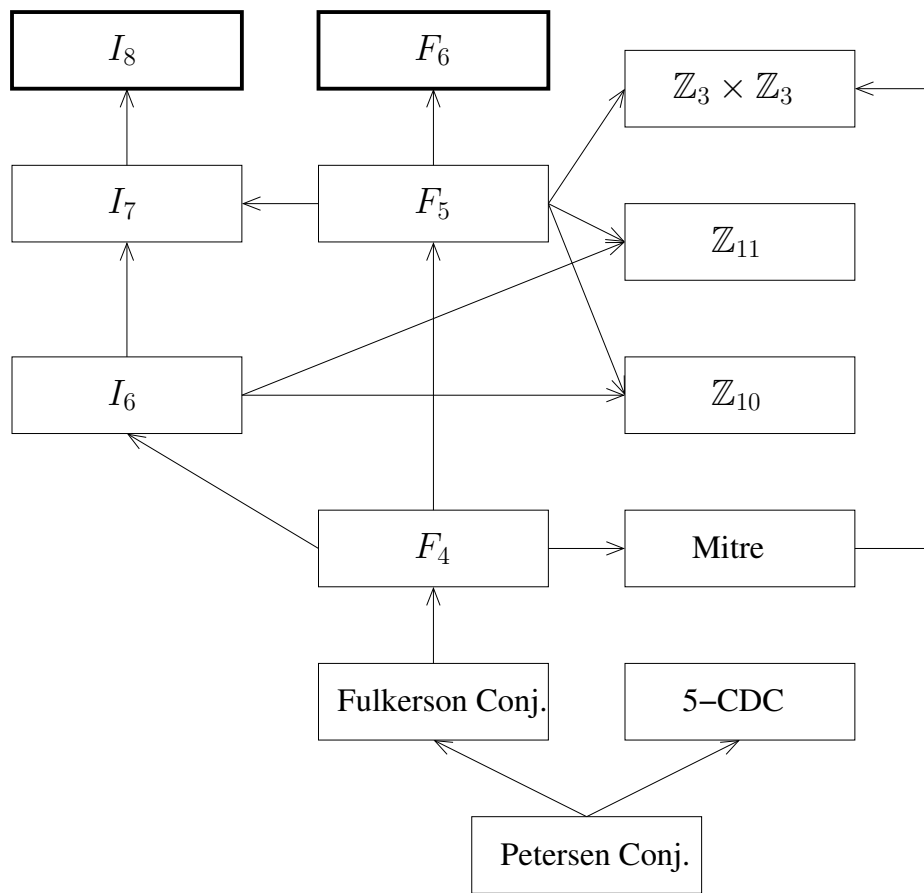 I₈
F₆
ℤ₃ × ℤ₃
I₇
F₅
ℤ₁₁
I₆
ℤ₁₀
F₄
Mitre
Fulkerson Conj.
5–CDC
Petersen Conj.